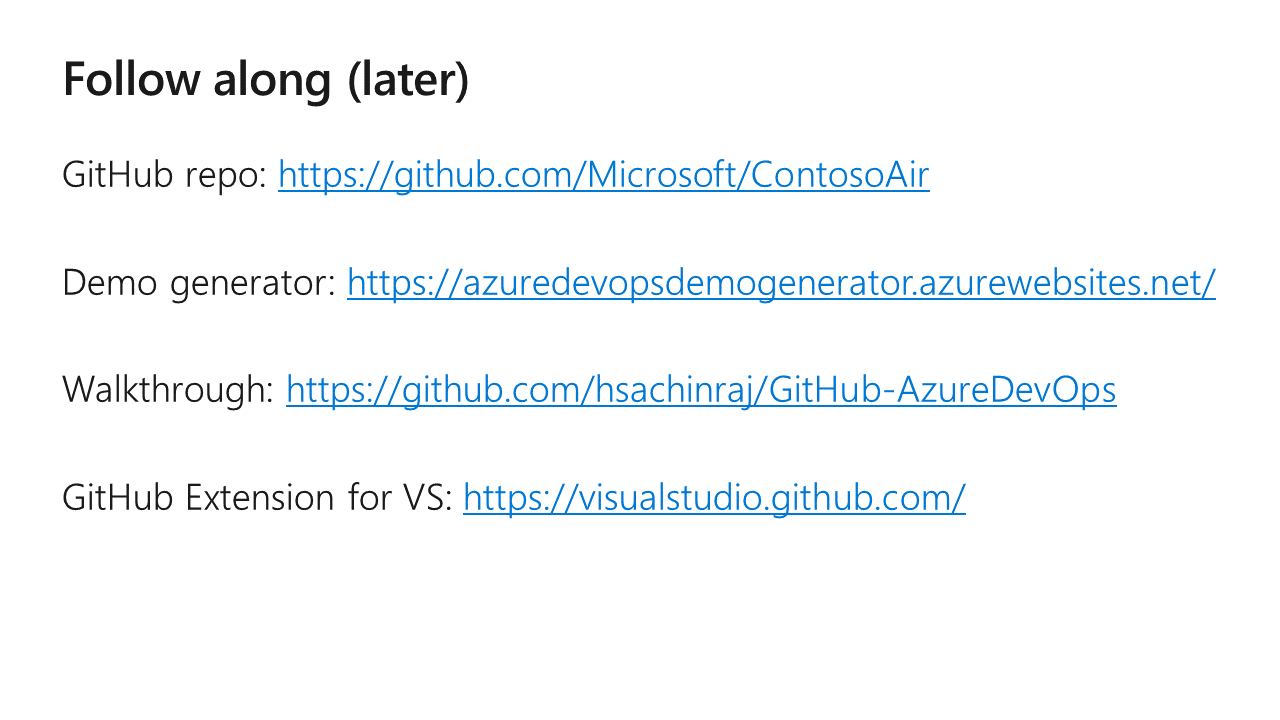 Follow along (later)
GitHub repo: https://github.com/Microsoft/ContosoAir
Demo generator: https://azuredevopsdemogenerator.azurewebsites.net/
Walkthrough: https://github.com/hsachinraj/GitHub-AzureDevOps
GitHub Extension for VS: https://visualstudio.github.com/